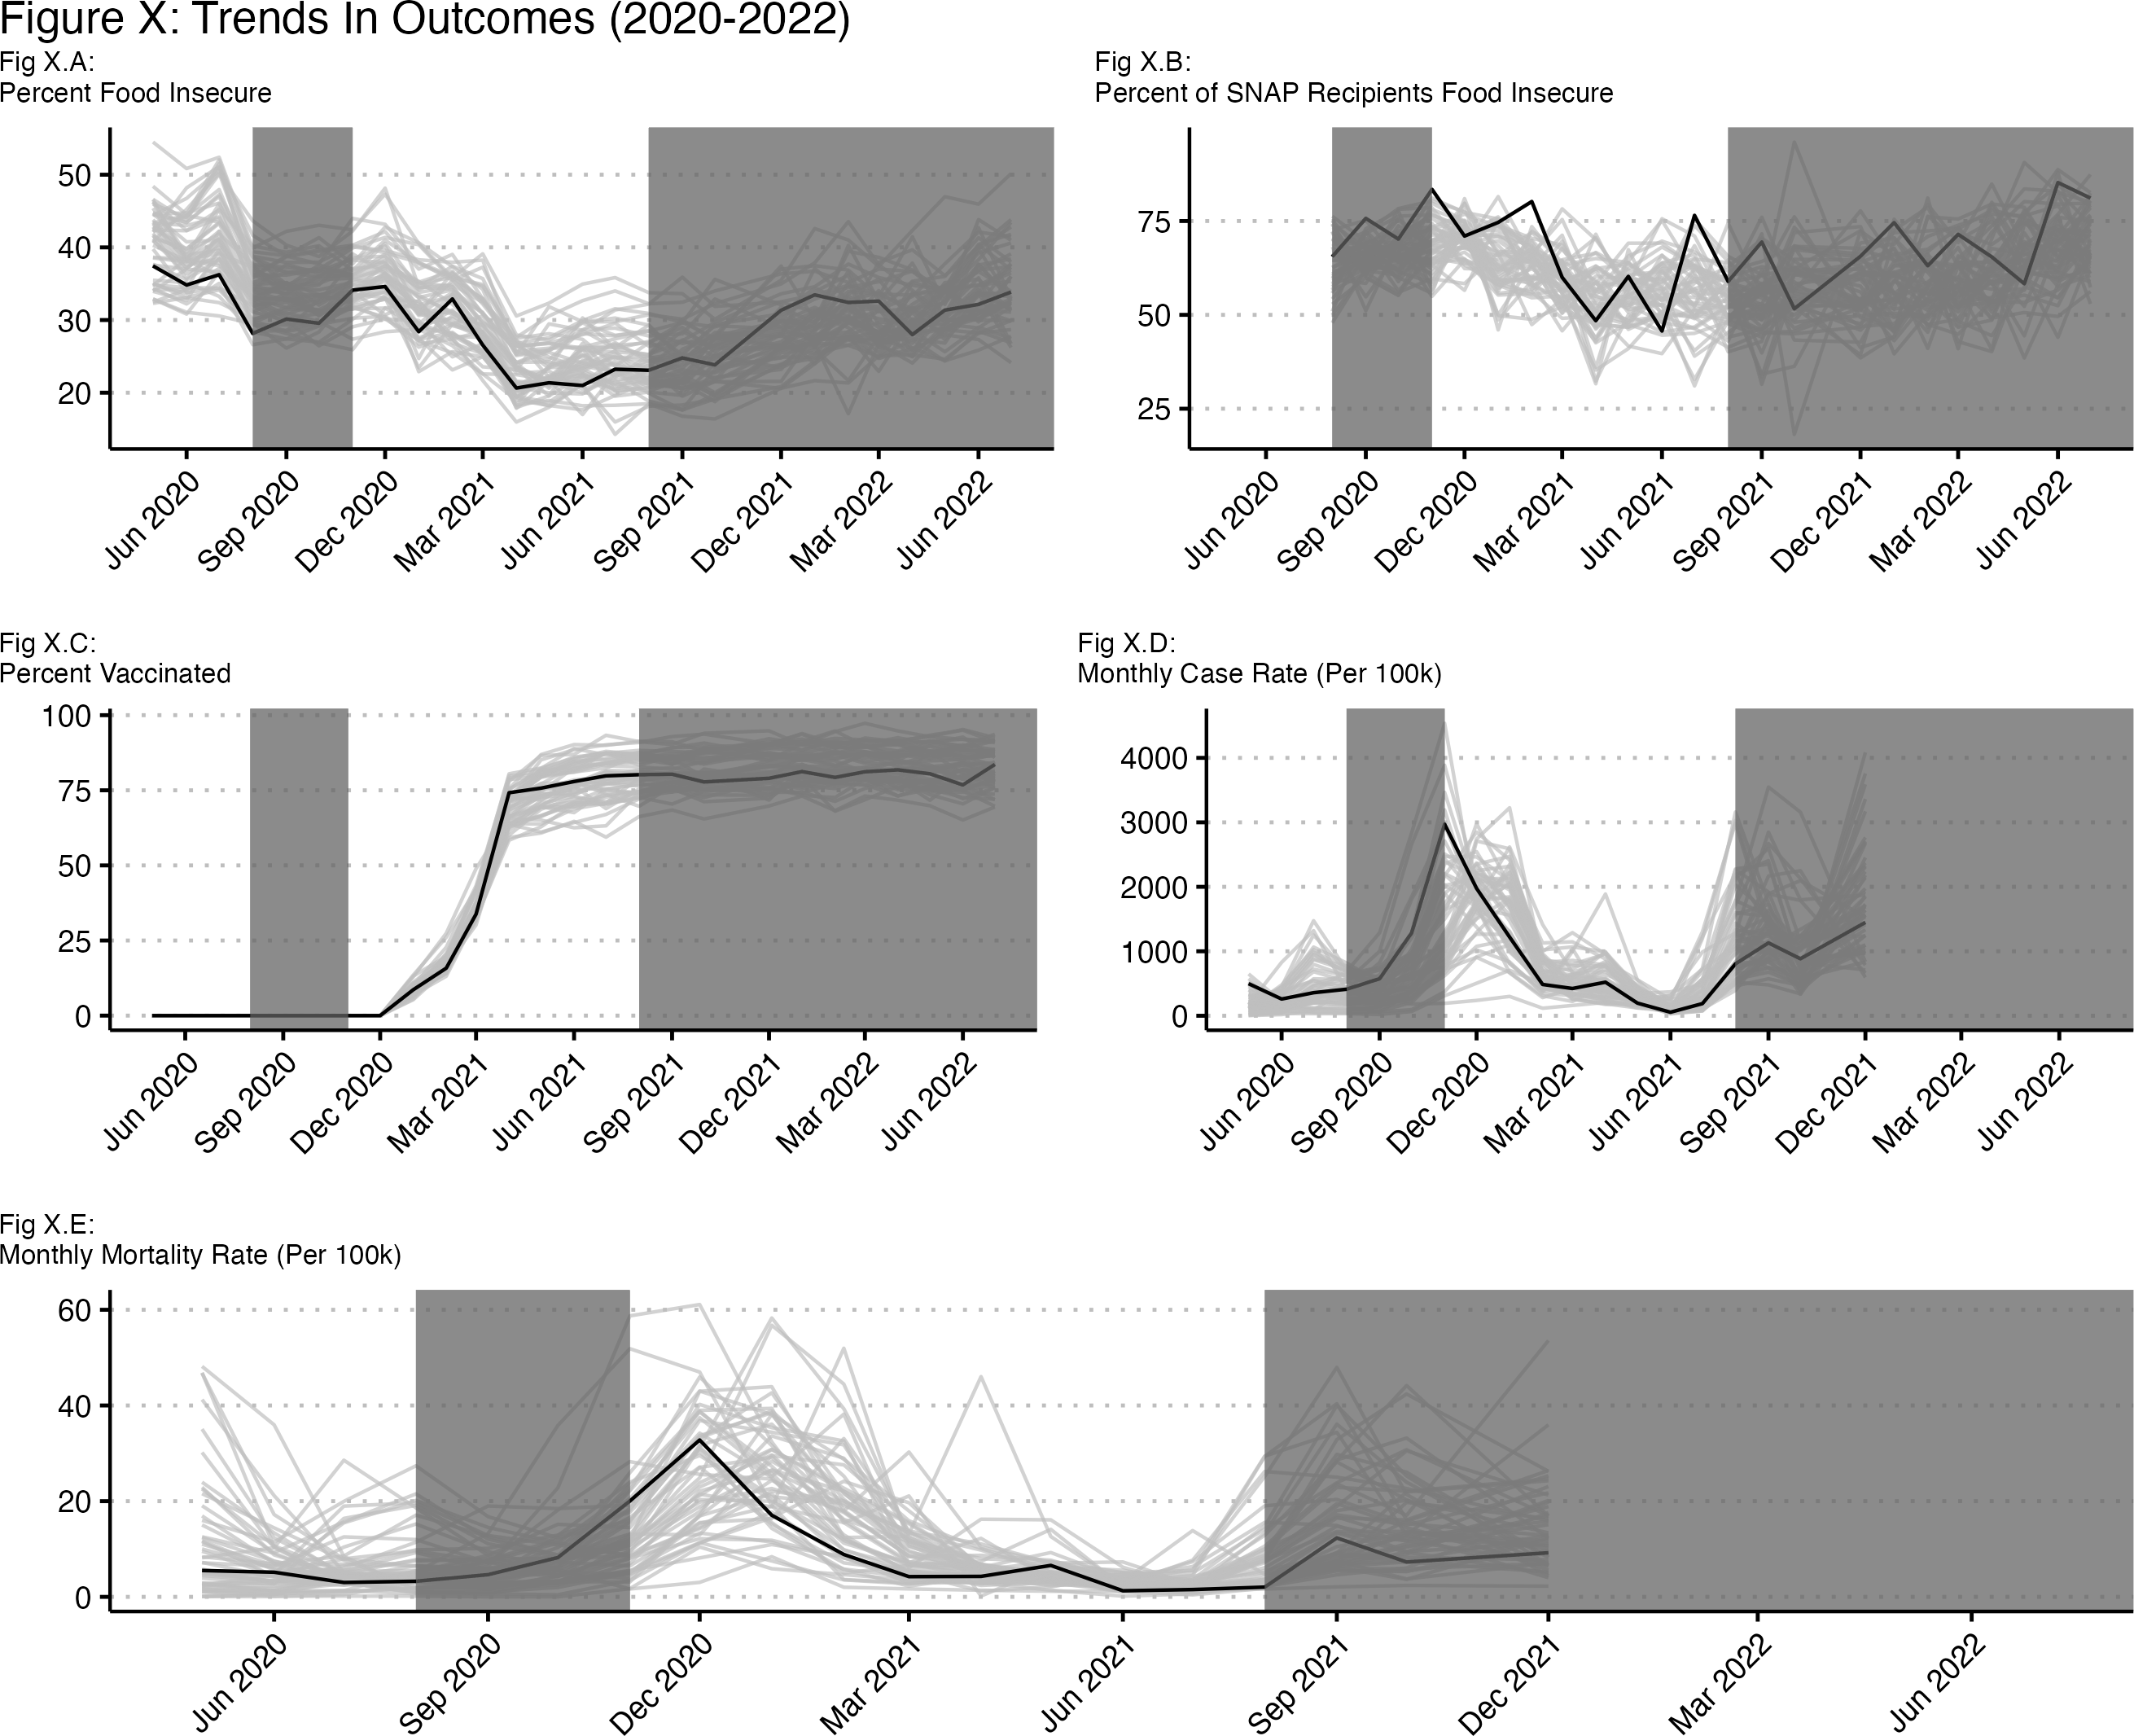 Figure X: Trends In Outcomes (2020-2022)
Fig X.A:
Percent Food Insecure
50
40
30
20
Jun 2020
Sep 2020
Dec 2020
Mar 2021
Jun 2021
Sep 2021
Dec 2021
Mar 2022
Jun 2022
Fig X.B:
Percent of SNAP Recipients Food Insecure
75
50
25
Jun 2020
Sep 2020
Dec 2020
Mar 2021
Jun 2021
Sep 2021
Dec 2021
Mar 2022
Jun 2022
Fig X.C:
Percent Vaccinated
100
75
50
25
0
Jun 2020
Sep 2020
Dec 2020
Mar 2021
Jun 2021
Sep 2021
Dec 2021
Mar 2022
Jun 2022
Fig X.D:
Monthly Case Rate (Per 100k)
4000
3000
2000
1000
0
Jun 2020
Sep 2020
Dec 2020
Mar 2021
Jun 2021
Sep 2021
Dec 2021
Mar 2022
Jun 2022
Fig X.E:
Monthly Mortality Rate (Per 100k)
60
40
20
0
Jun 2020
Sep 2020
Dec 2020
Mar 2021
Jun 2021
Sep 2021
Dec 2021
Mar 2022
Jun 2022